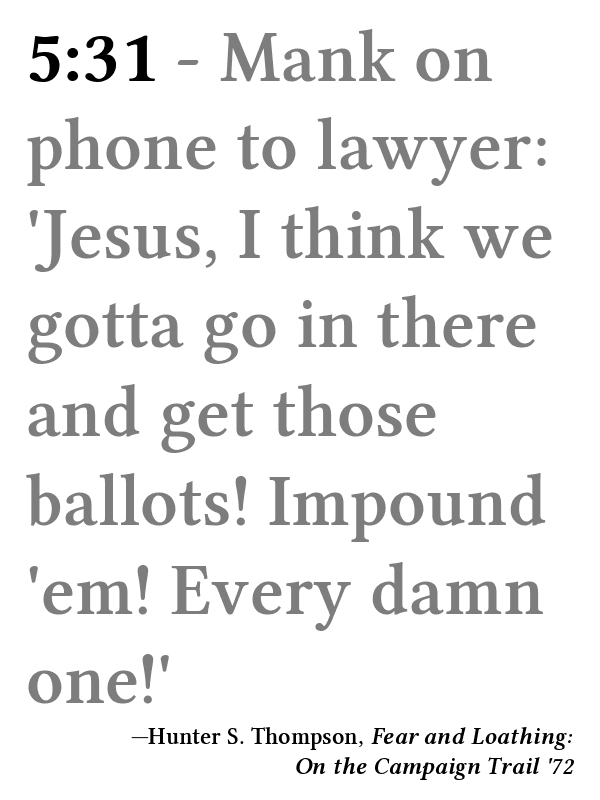 5:31 - Mank on
phone to lawyer:
'Jesus, I think we
gotta go in there
and get those
ballots! Impound
'em! Every damn
one!'
—Hunter S. Thompson, Fear and Loathing:
On the Campaign Trail '72